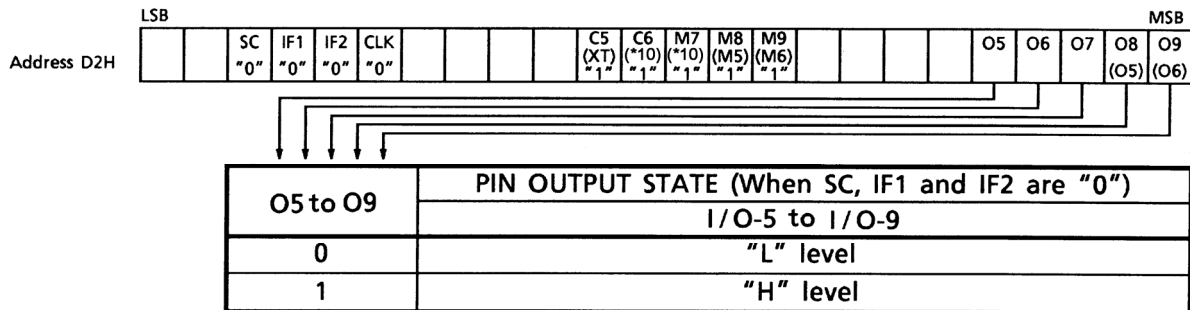 LSB MSB
Address D2H
SC IF1 IF2 CLK C5 C6 M7 M8 M9 O5 O6 O7 O8 O9
(XT) (*10) (*10) (M5) (M6) (O5) (O6)
"0" "0" "0" "0" "1" "1" "1" "1" "1"
O5 to O9
PIN OUTPUT STATE (When SC, IF1 and IF2 are "0")
I/O-5 to I/O-9
0 "L" level
1 "H" level